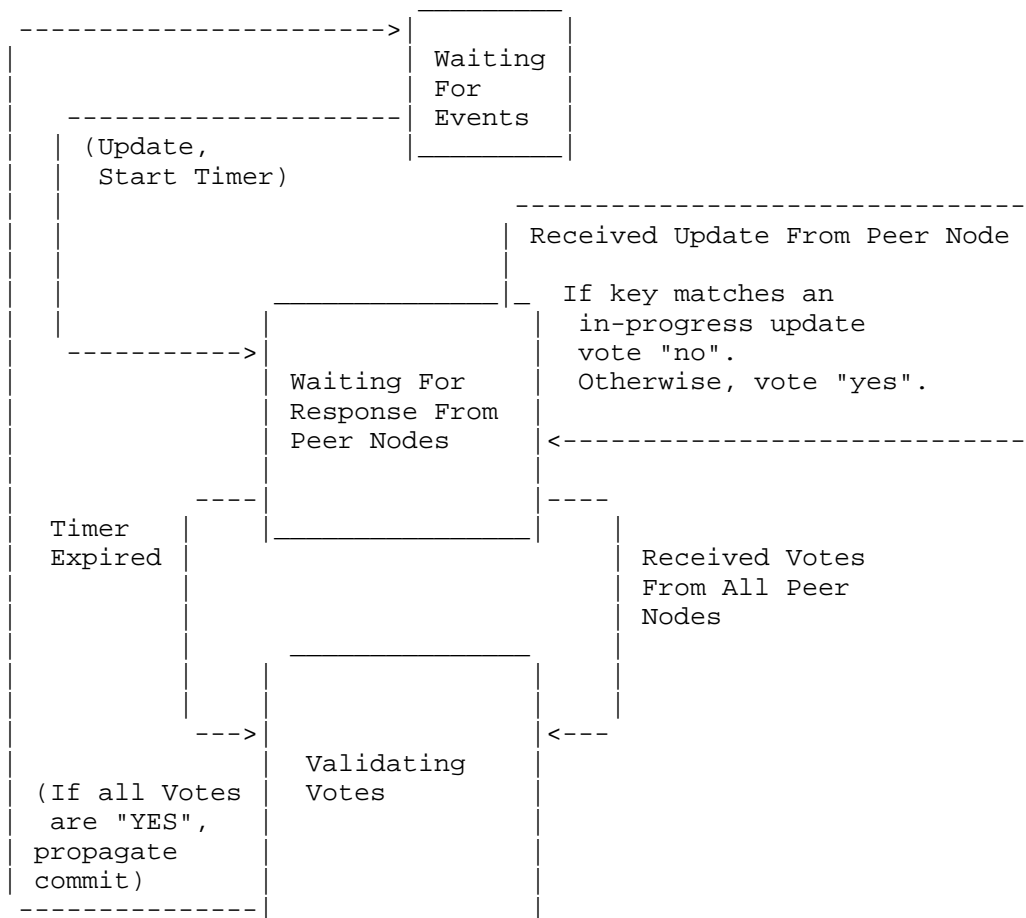 Waiting
For
Events
(Update,
Start Timer)
Received Update From Peer Node
If key matches an
in-progress update
vote "no".
Otherwise, vote "yes".
Waiting For
Response From
Peer Nodes
Timer
Expired
Received Votes
From All Peer
Nodes
Validating
Votes
(If all Votes
are "YES",
propagate
commit)